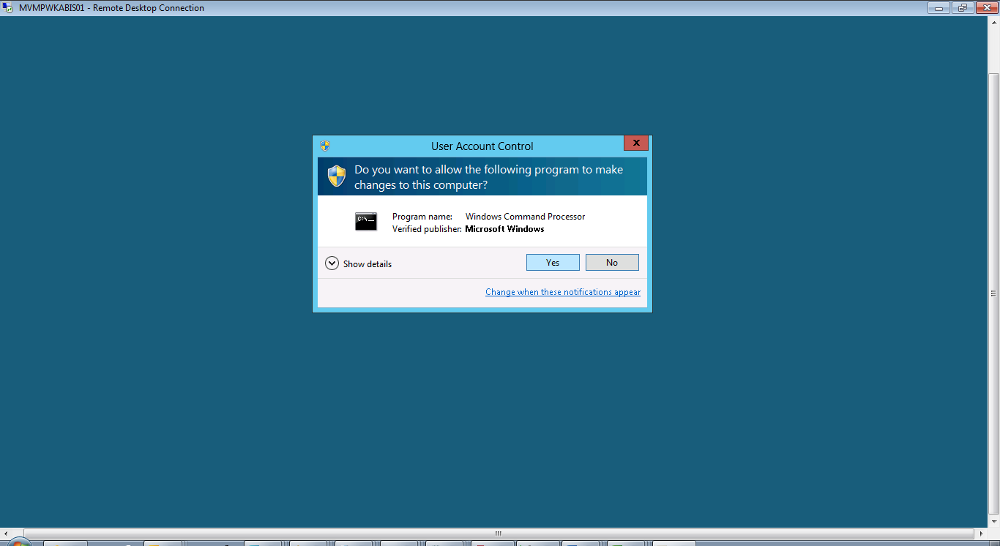 MVMPWKABIS01 - Remote Desktop Connection
User Account Control
Do you want to allow the following program to make
changes to this computer?
C:\
Program name: Windows Command Processor
Verified publisher: Microsoft Windows
Show details
Yes
No
Change when these notifications appear